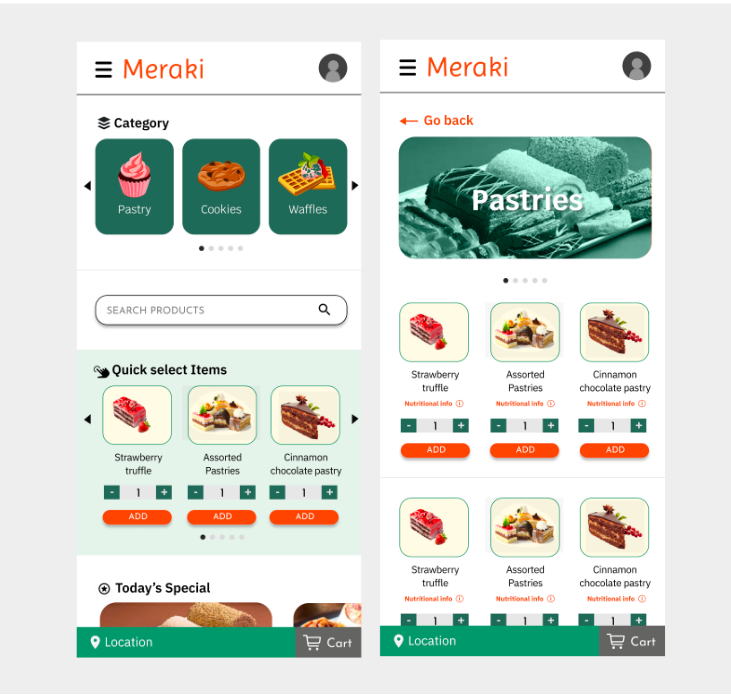 Meraki
Category
Pastry Cookies Waffles
SEARCH PRODUCTS
Quick select Items
Strawberry truffle
Assorted Pastries
Cinnamon chocolate pastry
- 1 + - 1 + - 1 +
ADD ADD ADD
Today's Special
Location Cart
Meraki
Go back
Pastries
Strawberry truffle
Assorted Pastries
Cinnamon chocolate pastry
Nutritional info Nutritional info Nutritional info
- 1 + - 1 + - 1 +
ADD ADD ADD
Strawberry truffle
Assorted Pastries
Cinnamon chocolate pastry
Nutritional info Nutritional info Nutritional info
- 1 + - 1 + - 1 +
Location Cart